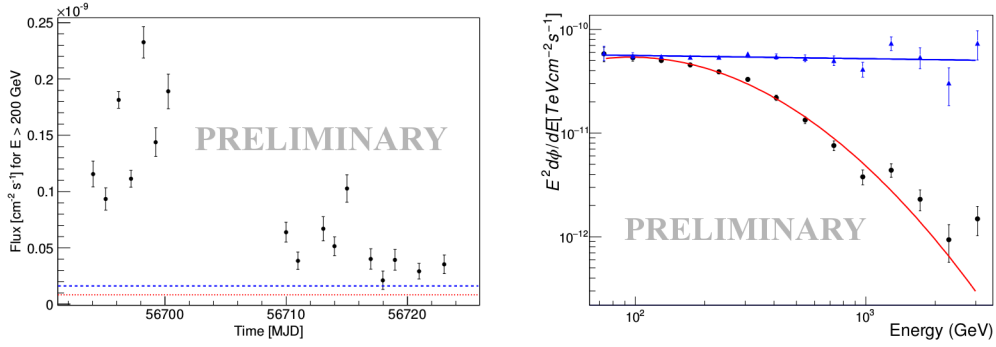 ×10⁻⁹
0.25
0.2
0.15
0.1
0.05
0
Flux [cm⁻² s⁻¹] for E > 200 GeV
PRELIMINARY
56700
56710
56720
Time [MJD]
E²dϕ/dE[TeVcm⁻²s⁻¹]
10⁻¹⁰
10⁻¹¹
10⁻¹²
PRELIMINARY
10²
10³
Energy (GeV)